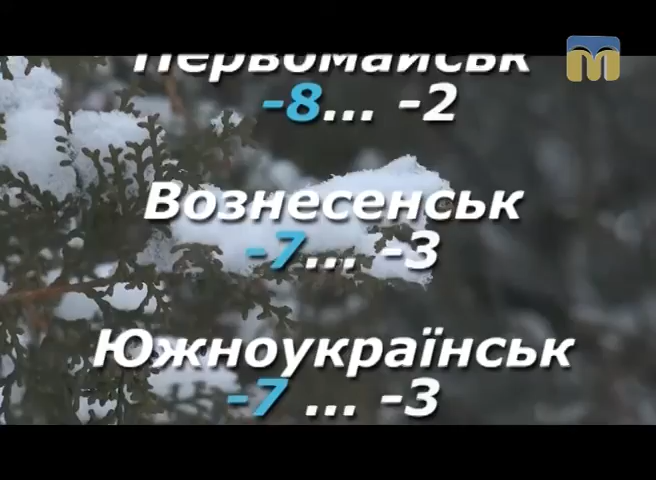 Первомайськ
-8... -2
Вознесенськ
-7... -3
Южноукраїнськ
-7 ... -3